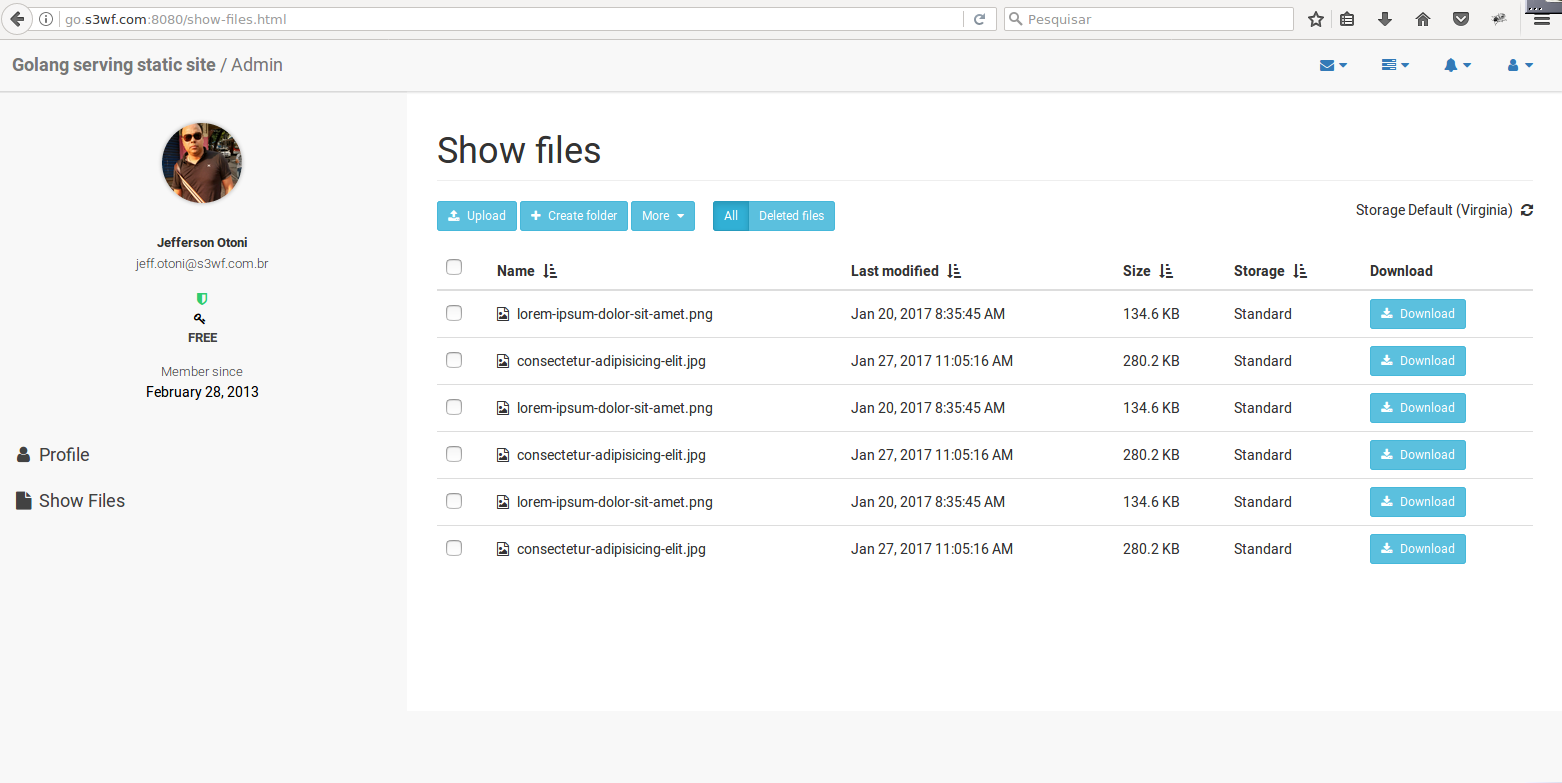 go.s3wf.com:8080/show-files.html
Pesquisar
Golang serving static site / Admin
Jefferson Otoni
jeff.otoni@s3wf.com.br
FREE
Member since
February 28, 2013
Profile
Show Files
Show files
Upload Create folder More All Deleted files Storage Default (Virginia)
Name Last modified Size Storage Download
lorem-ipsum-dolor-sit-amet.png Jan 20, 2017 8:35:45 AM 134.6 KB Standard Download
consectetur-adipisicing-elit.jpg Jan 27, 2017 11:05:16 AM 280.2 KB Standard Download
lorem-ipsum-dolor-sit-amet.png Jan 20, 2017 8:35:45 AM 134.6 KB Standard Download
consectetur-adipisicing-elit.jpg Jan 27, 2017 11:05:16 AM 280.2 KB Standard Download
lorem-ipsum-dolor-sit-amet.png Jan 20, 2017 8:35:45 AM 134.6 KB Standard Download
consectetur-adipisicing-elit.jpg Jan 27, 2017 11:05:16 AM 280.2 KB Standard Download